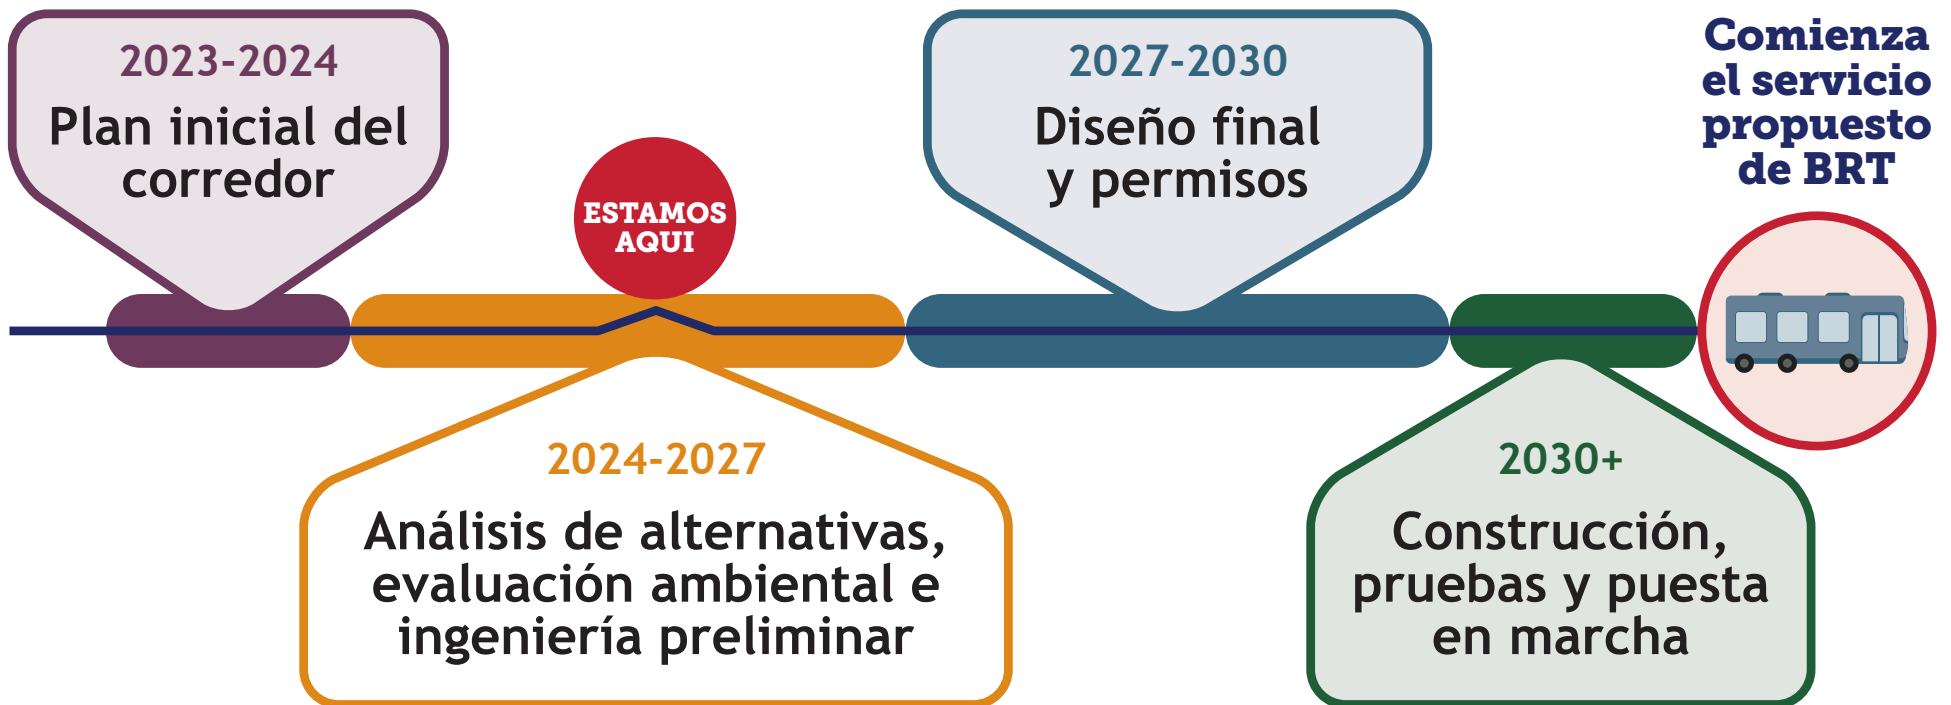 2023-2024
Plan inicial del
corredor
ESTAMOS
AQUI
2024-2027
Análisis de alternativas,
evaluación ambiental e
ingeniería preliminar
2027-2030
Diseño final
y permisos
2030+
Construcción,
pruebas y puesta
en marcha
Comienza
el servicio
propuesto
de BRT